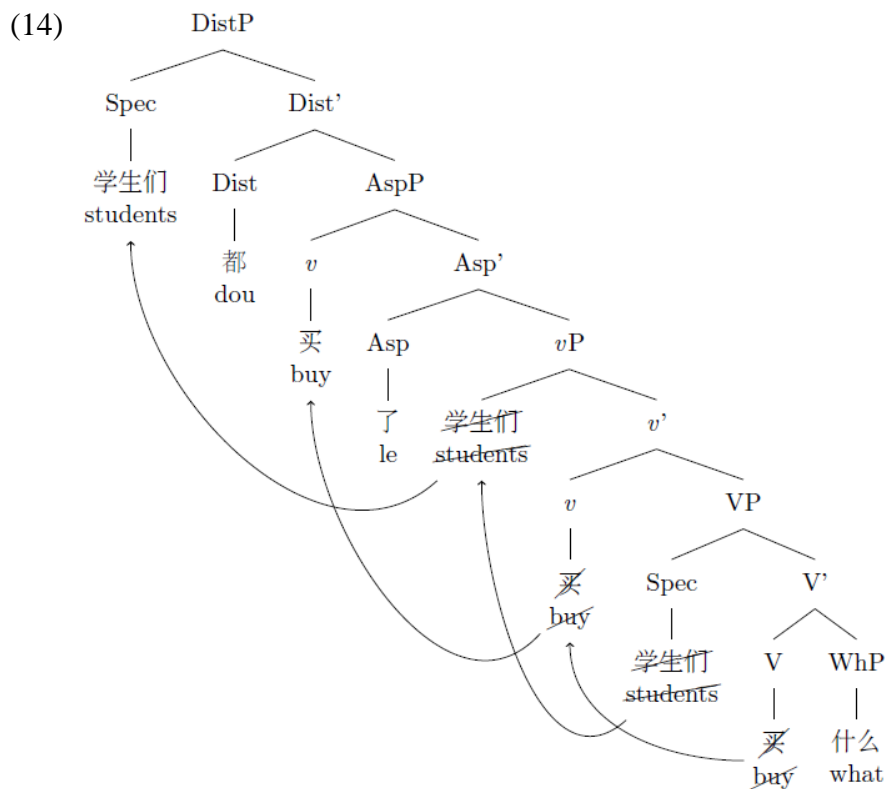 (14)
DistP
Spec
Dist'
学生们
students
Dist
AspP
都
dou
v
Asp'
买
buy
Asp
vP
了
le
学生们
students
v'
v
VP
买
buy
Spec
V'
学生们
students
V
WhP
买
buy
什么
what